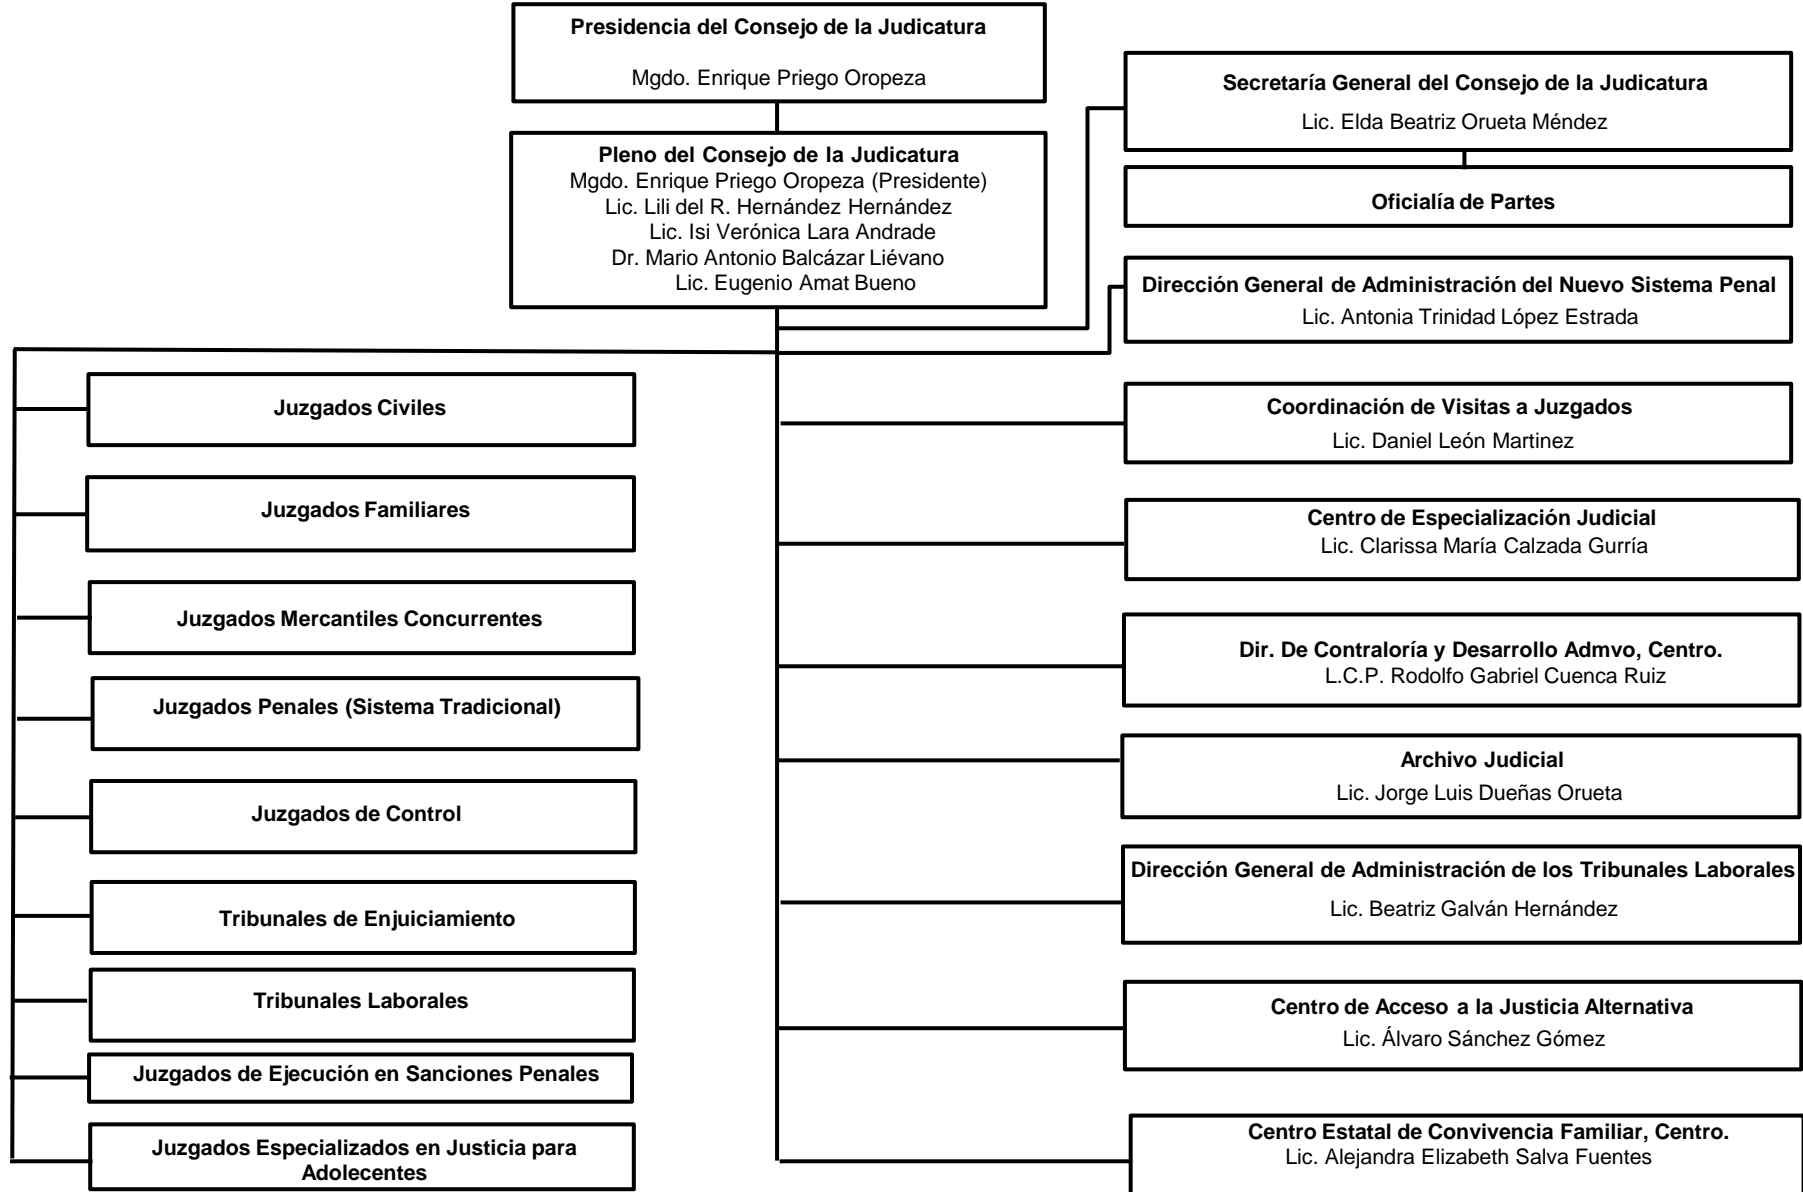 Presidencia del Consejo de la Judicatura
Mgdo. Enrique Priego Oropeza
Pleno del Consejo de la Judicatura
Mgdo. Enrique Priego Oropeza (Presidente)
Lic. Lili del R. Hernández Hernández
Lic. Isi Verónica Lara Andrade
Dr. Mario Antonio Balcázar Liévano
Lic. Eugenio Amat Bueno
Secretaría General del Consejo de la Judicatura
Lic. Elda Beatriz Orueta Méndez
Oficialía de Partes
Dirección General de Administración del Nuevo Sistema Penal
Lic. Antonia Trinidad López Estrada
Juzgados Civiles
Juzgados Familiares
Juzgados Mercantiles Concurrentes
Juzgados Penales (Sistema Tradicional)
Juzgados de Control
Tribunales de Enjuiciamiento
Tribunales Laborales
Juzgados de Ejecución en Sanciones Penales
Juzgados Especializados en Justicia para
Adolecentes
Coordinación de Visitas a Juzgados
Lic. Daniel León Martinez
Centro de Especialización Judicial
Lic. Clarissa María Calzada Gurría
Dir. De Contraloría y Desarrollo Admvo, Centro.
L.C.P. Rodolfo Gabriel Cuenca Ruiz
Archivo Judicial
Lic. Jorge Luis Dueñas Orueta
Dirección General de Administración de los Tribunales Laborales
Lic. Beatriz Galván Hernández
Centro de Acceso a la Justicia Alternativa
Lic. Álvaro Sánchez Gómez
Centro Estatal de Convivencia Familiar, Centro.
Lic. Alejandra Elizabeth Salva Fuentes